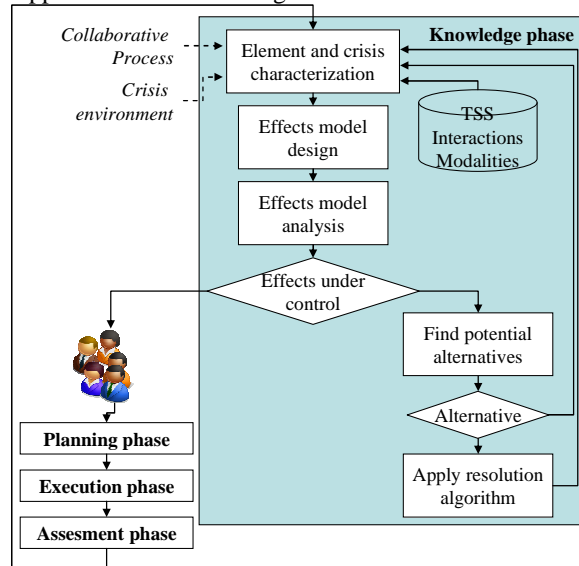 Collaborative
Process
Crisis
environment
Knowledge phase
Element and crisis
characterization
TSS
Interactions
Modalities
Effects model
design
Effects model
analysis
Effects under
control
Find potential
alternatives
Alternative
Apply resolution
algorithm
Planning phase
Execution phase
Assesment phase